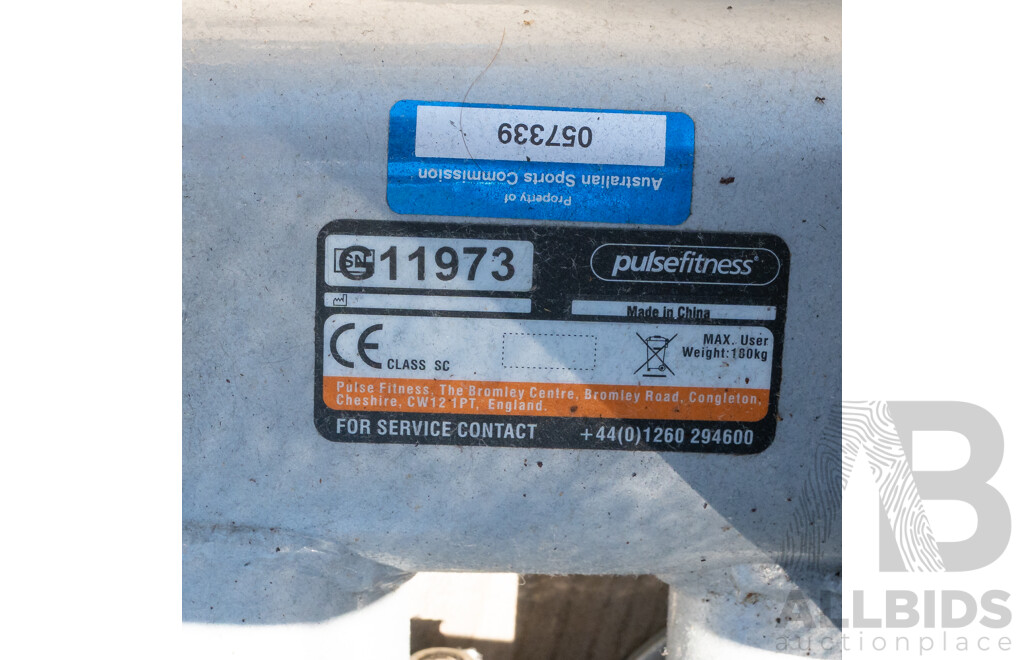 Property of
Australian Sports Commission
057339
SN G11973
pulsefitness
Made in China
CE CLASS SC
MAX. User
Weight:180kg
Pulse Fitness, The Bromley Centre, Bromley Road, Congleton,
Cheshire, CW12 1PT, England.
FOR SERVICE CONTACT +44(0)1260 294600
AB
ALLBIDS
auctionplace